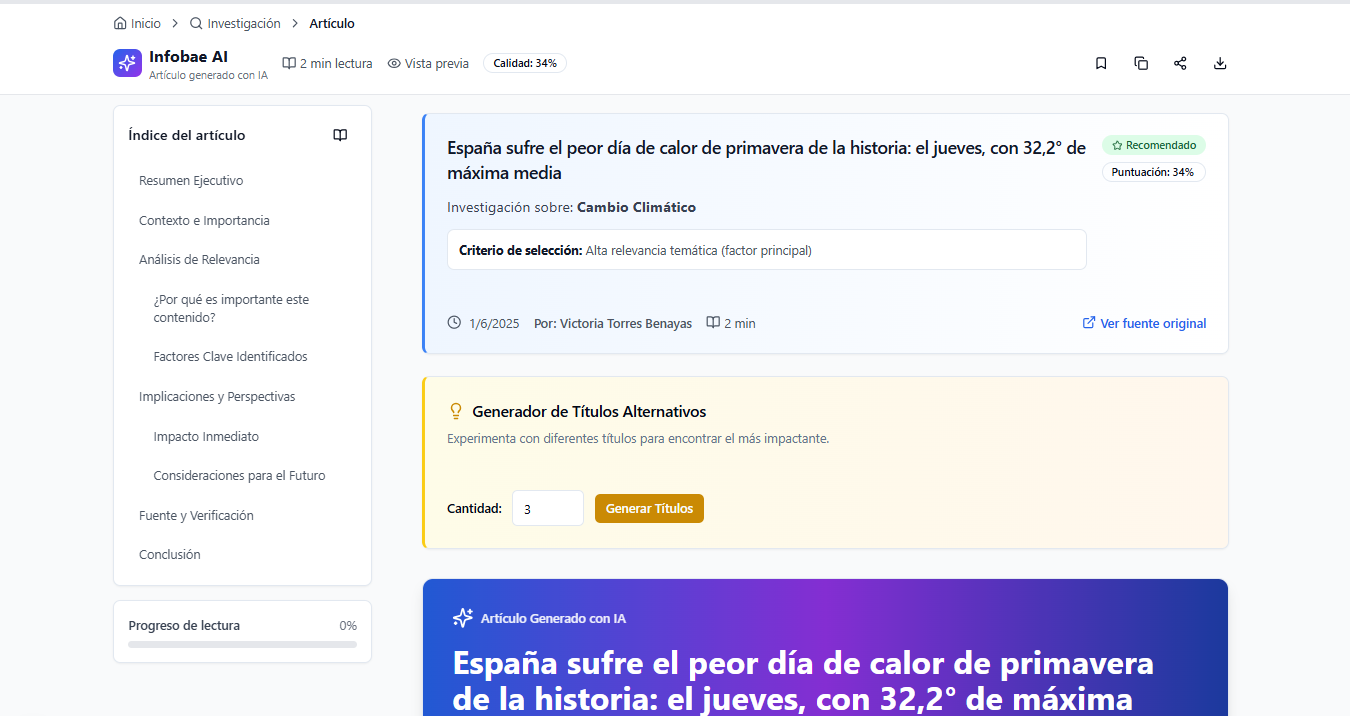 Inicio > Investigación > Artículo
Infobae AI
Artículo generado con IA
2 min lectura
Vista previa
Calidad: 34%
Índice del artículo
Resumen Ejecutivo
Contexto e Importancia
Análisis de Relevancia
¿Por qué es importante este
contenido?
Factores Clave Identificados
Implicaciones y Perspectivas
Impacto Inmediato
Consideraciones para el Futuro
Fuente y Verificación
Conclusión
Progreso de lectura 0%
España sufre el peor día de calor de primavera de la historia: el jueves, con 32,2° de
máxima media
Recomendado
Puntuación: 34%
Investigación sobre: Cambio Climático
Criterio de selección: Alta relevancia temática (factor principal)
1/6/2025 Por: Victoria Torres Benayas 2 min
Ver fuente original
Generador de Títulos Alternativos
Experimenta con diferentes títulos para encontrar el más impactante.
Cantidad: 3 Generar Títulos
Artículo Generado con IA
España sufre el peor día de calor de primavera
de la historia: el jueves, con 32,2° de máxima